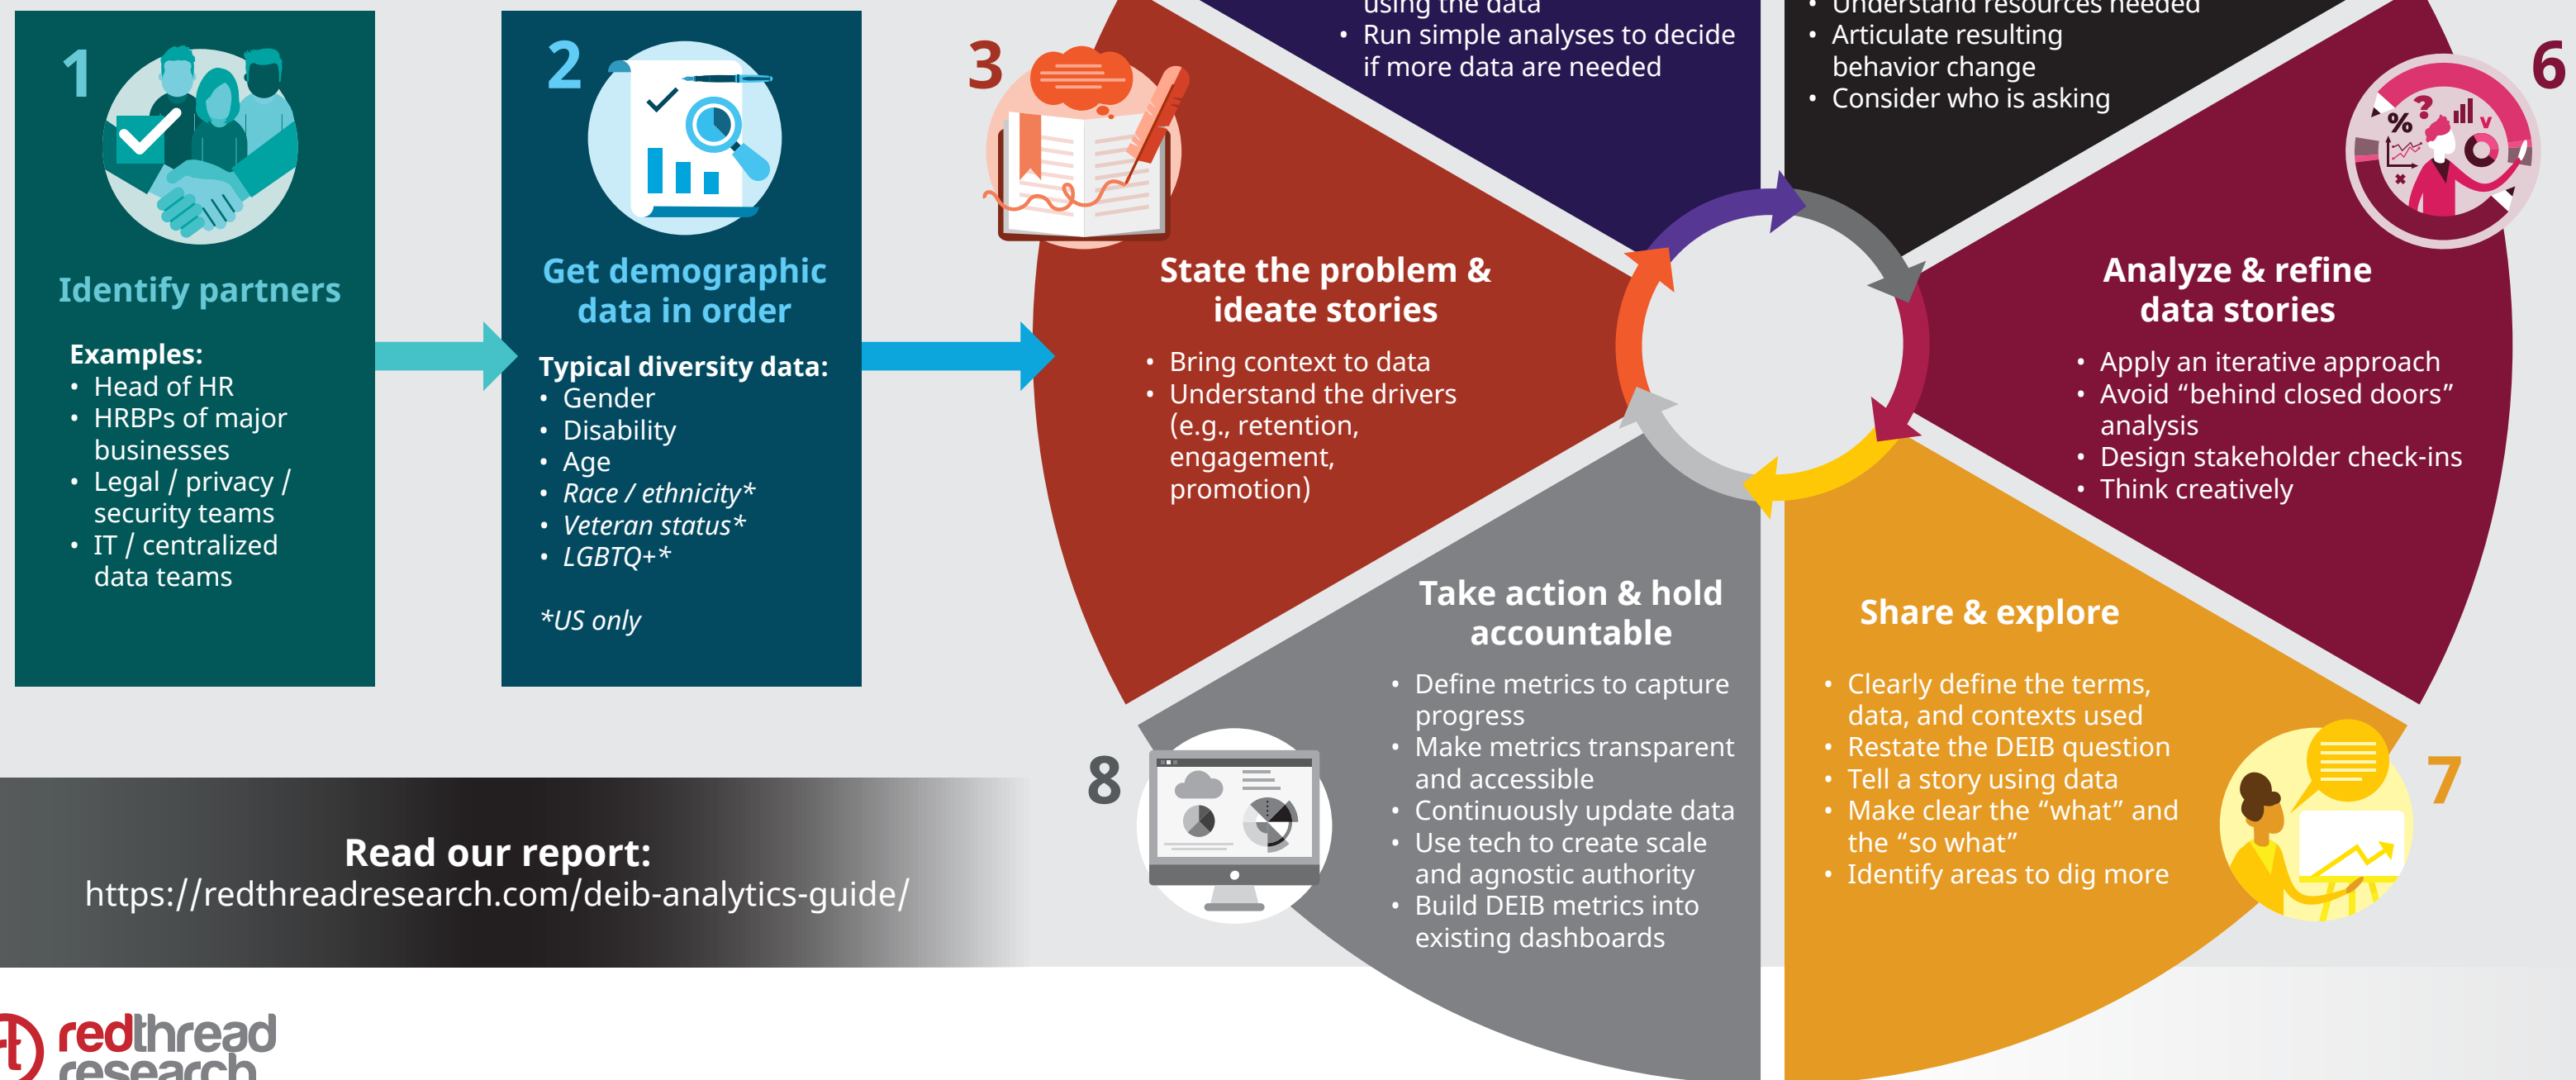 1
Identify partners
Examples:
• Head of HR
• HRBPs of major
businesses
• Legal / privacy /
security teams
• IT / centralized
data teams
2
Get demographic
data in order
Typical diversity data:
• Gender
• Disability
• Age
• Race / ethnicity*
• Veteran status*
• LGBTQ+*
*US only
3
State the problem &
ideate stories
• Bring context to data
• Understand the drivers
(e.g., retention,
engagement,
promotion)
using the data
• Run simple analyses to decide
if more data are needed
• Understand resources needed
• Articulate resulting
behavior change
• Consider who is asking
6
% ? v
Analyze & refine
data stories
• Apply an iterative approach
• Avoid “behind closed doors”
analysis
• Design stakeholder check-ins
• Think creatively
7
Share & explore
• Clearly define the terms,
data, and contexts used
• Restate the DEIB question
• Tell a story using data
• Make clear the “what” and
the “so what”
• Identify areas to dig more
8
Take action & hold
accountable
• Define metrics to capture
progress
• Make metrics transparent
and accessible
• Continuously update data
• Use tech to create scale
and agnostic authority
• Build DEIB metrics into
existing dashboards
Read our report:
https://redthreadresearch.com/deib-analytics-guide/
rt
redthread
research